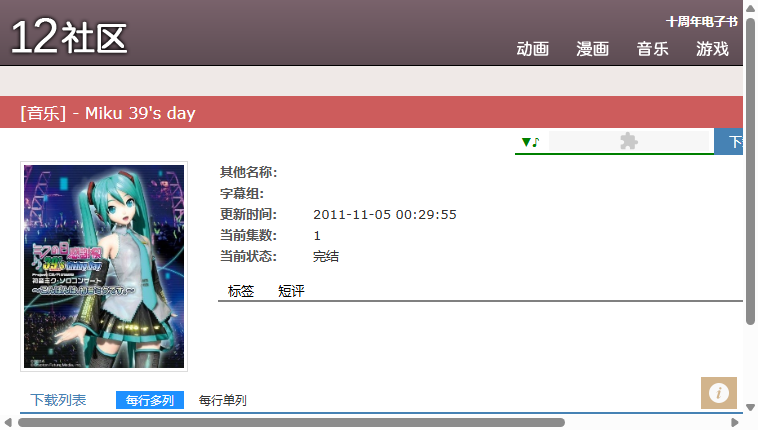 12社区
十周年电子书
动画 漫画 音乐 游戏
[音乐] - Miku 39's day
▼♪
其他名称:
字幕组:
更新时间: 2011-11-05 00:29:55
当前集数: 1
当前状态: 完结
标签 短评
下载列表 每行多列 每行单列